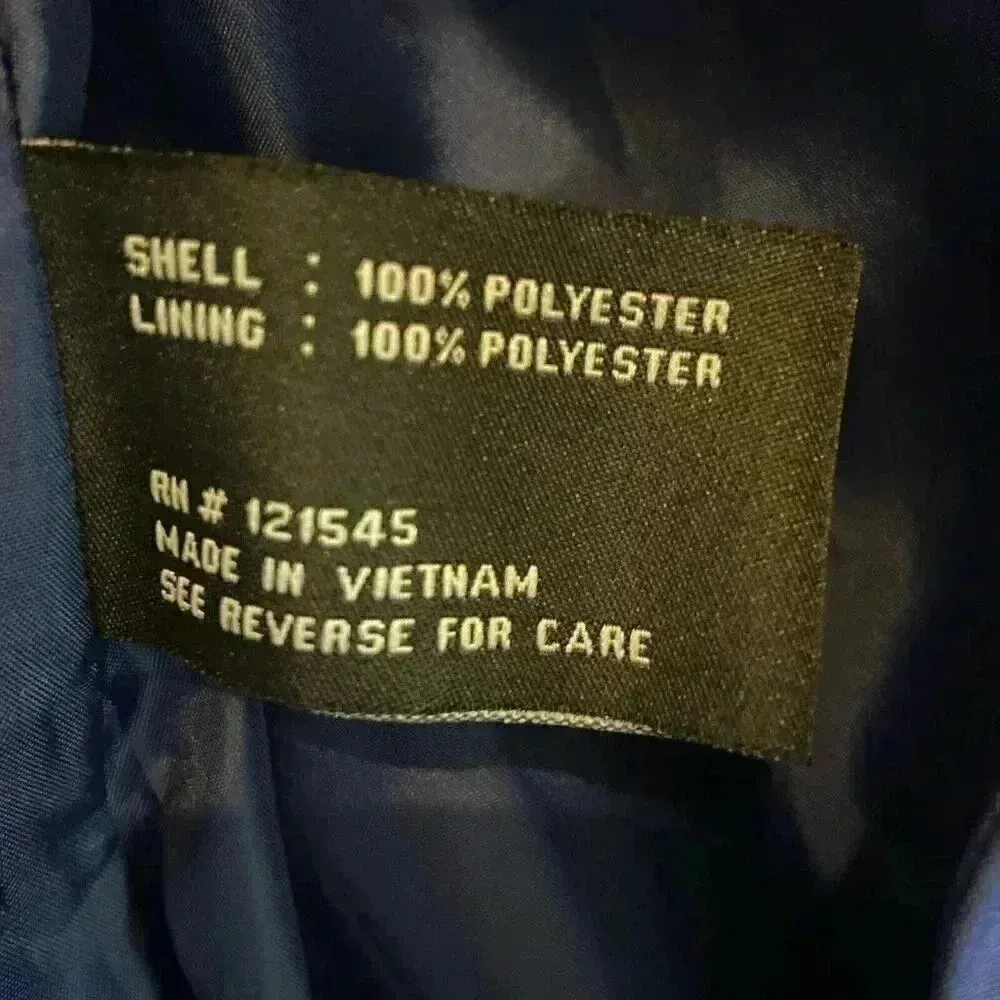 SHELL : 100% POLYESTER
LINING : 100% POLYESTER
RN # 121545
MADE IN VIETNAM
SEE REVERSE FOR CARE